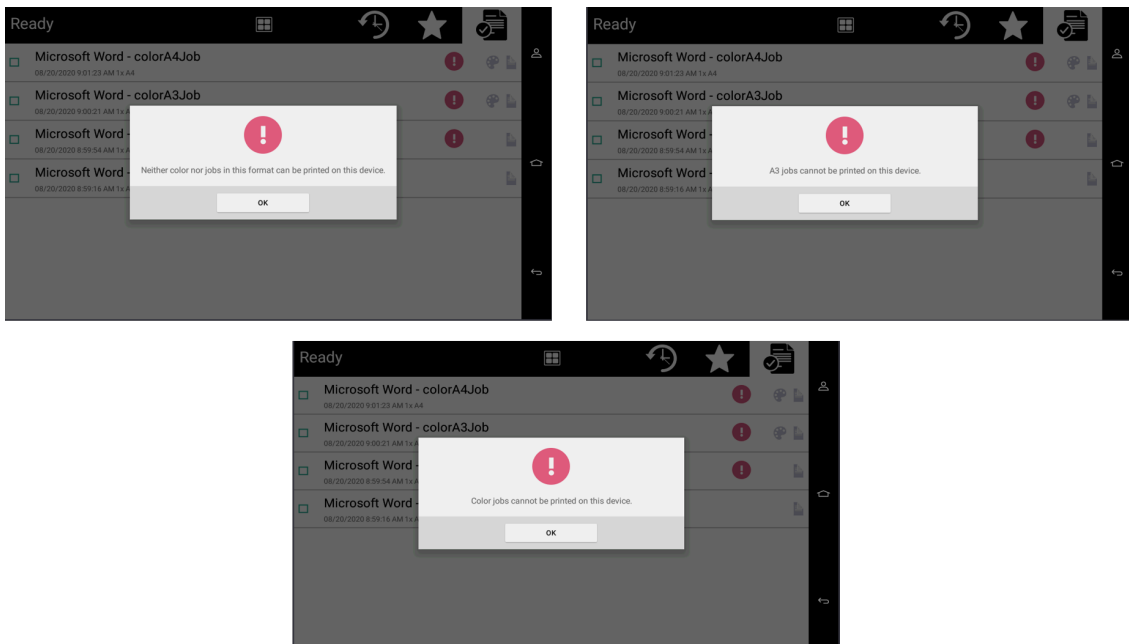 Ready
Microsoft Word - colorA4Job
08/20/2020 9:01:23 AM 1x A4
Microsoft Word - colorA3Job
08/20/2020 9:00:21 AM 1x A
Microsoft Word -
08/20/2020 8:59:54 AM 1x A
Microsoft Word -
08/20/2020 8:59:16 AM 1x A
Neither color nor jobs in this format can be printed on this device.
OK
Ready
Microsoft Word - colorA4Job
08/20/2020 9:01:23 AM 1x A4
Microsoft Word - colorA3Job
08/20/2020 9:00:21 AM 1x A
Microsoft Word -
08/20/2020 8:59:54 AM 1x A
Microsoft Word -
08/20/2020 8:59:16 AM 1x A
A3 jobs cannot be printed on this device.
OK
Ready
Microsoft Word - colorA4Job
08/20/2020 9:01:23 AM 1x A4
Microsoft Word - colorA3Job
08/20/2020 9:00:21 AM 1x A
Microsoft Word -
08/20/2020 8:59:54 AM 1x A
Microsoft Word -
08/20/2020 8:59:16 AM 1x A
Color jobs cannot be printed on this device.
OK